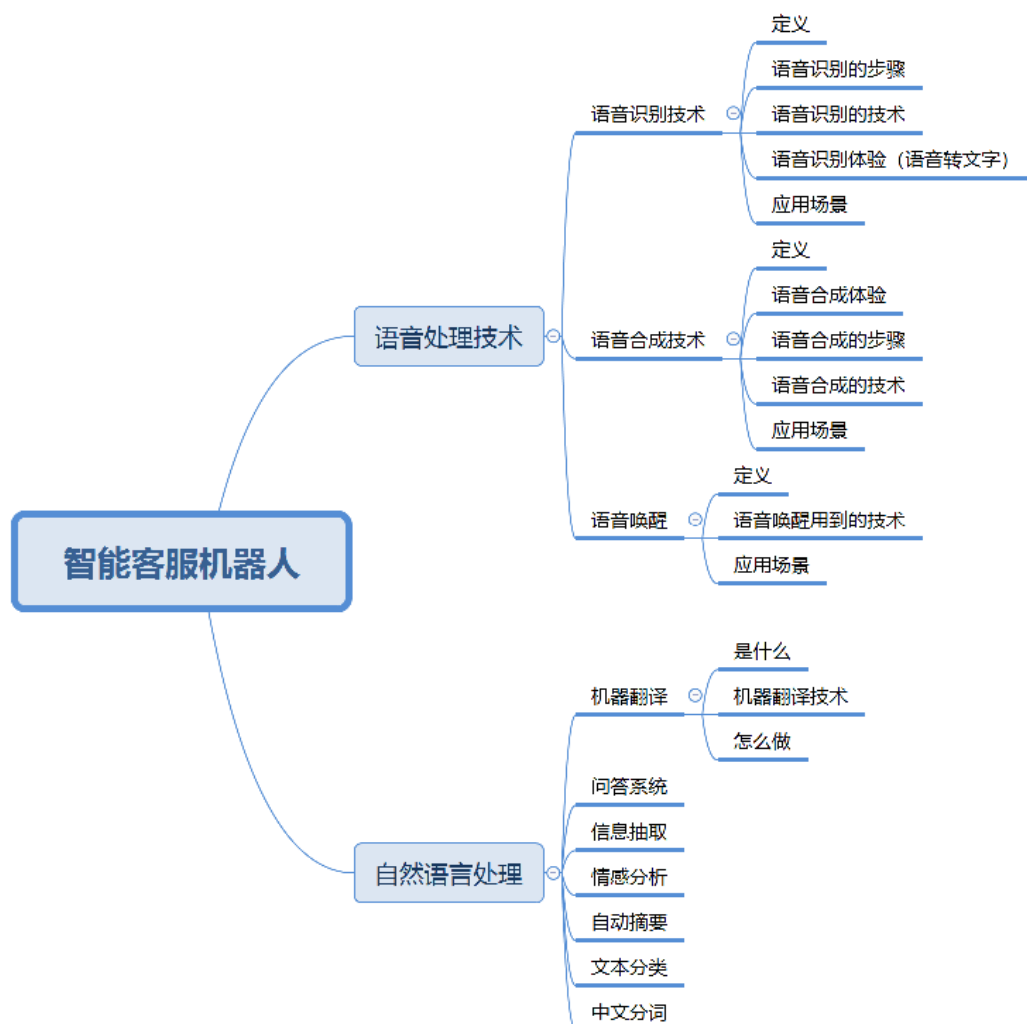 智能客服机器人
语音处理技术
语音识别技术
定义
语音识别的步骤
语音识别的技术
语音识别体验（语音转文字）
应用场景
语音合成技术
定义
语音合成体验
语音合成的步骤
语音合成的技术
应用场景
语音唤醒
定义
语音唤醒用到的技术
应用场景
自然语言处理
机器翻译
是什么
机器翻译技术
怎么做
问答系统
信息抽取
情感分析
自动摘要
文本分类
中文分词